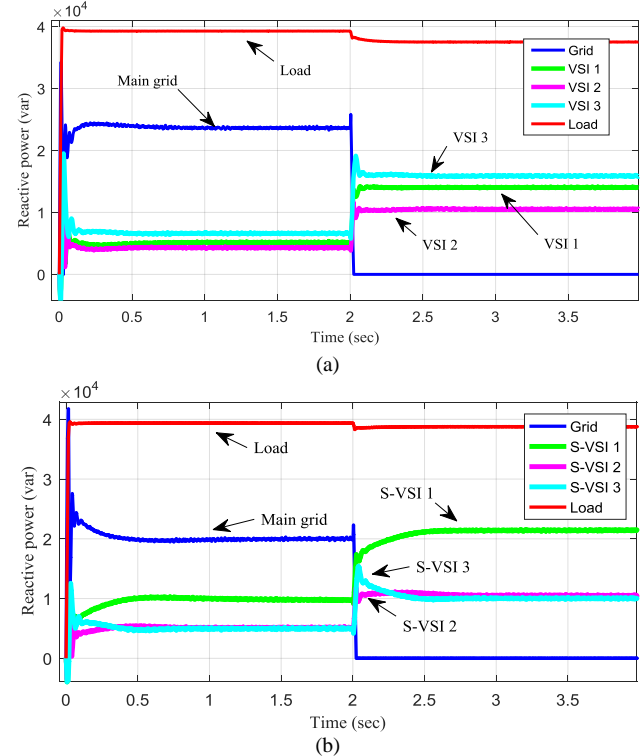 ×10⁴
4
3
2
1
0
Reactive power (var)
Load
Main grid
VSI 3
VSI 2
VSI 1
Grid
VSI 1
VSI 2
VSI 3
Load
0 0.5 1 1.5 2 2.5 3 3.5
Time (sec)
(a)
×10⁴
4
3
2
1
0
Reactive power (var)
Load
Main grid
S-VSI 1
S-VSI 3
S-VSI 2
Grid
S-VSI 1
S-VSI 2
S-VSI 3
Load
0 0.5 1 1.5 2 2.5 3 3.5
Time (sec)
(b)